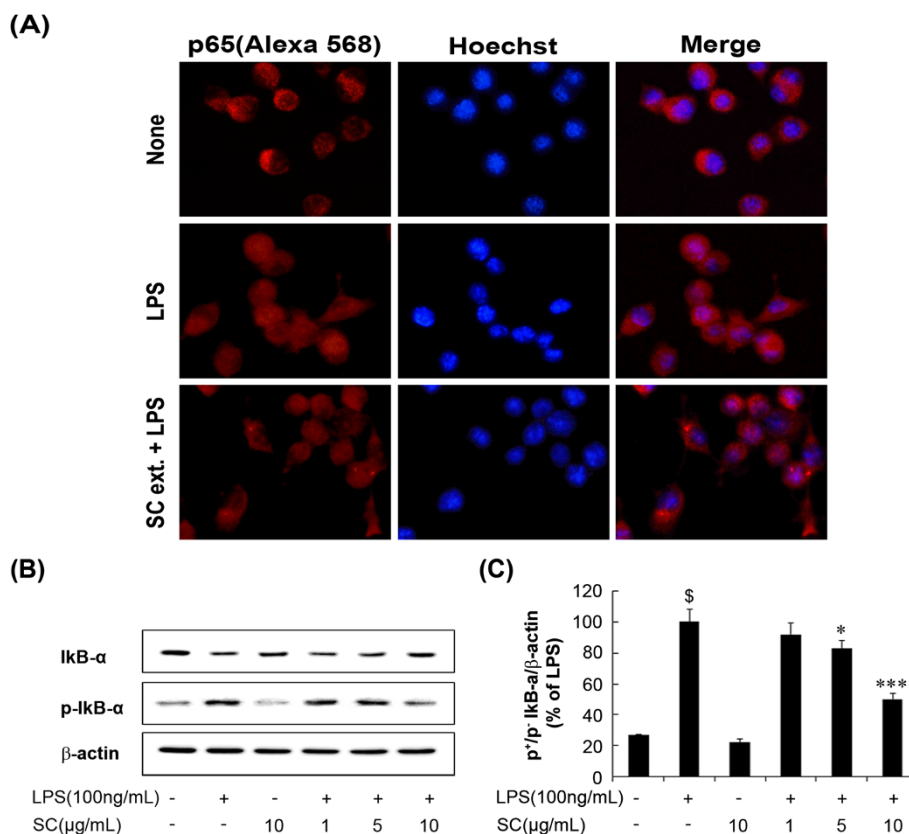 (A)
p65(Alexa 568) Hoechst Merge
None
LPS
SC ext. + LPS
(B)
IkB-α
p-IkB-α
β-actin
LPS(100ng/mL) - + - + + +
SC(μg/mL) - - 10 1 5 10
(C)
p⁺/p⁻ IkB-a/β-actin
(% of LPS)
120
100
80
60
40
20
0
$
*
***
LPS(100ng/mL) - + - + + +
SC(μg/mL) - - 10 1 5 10